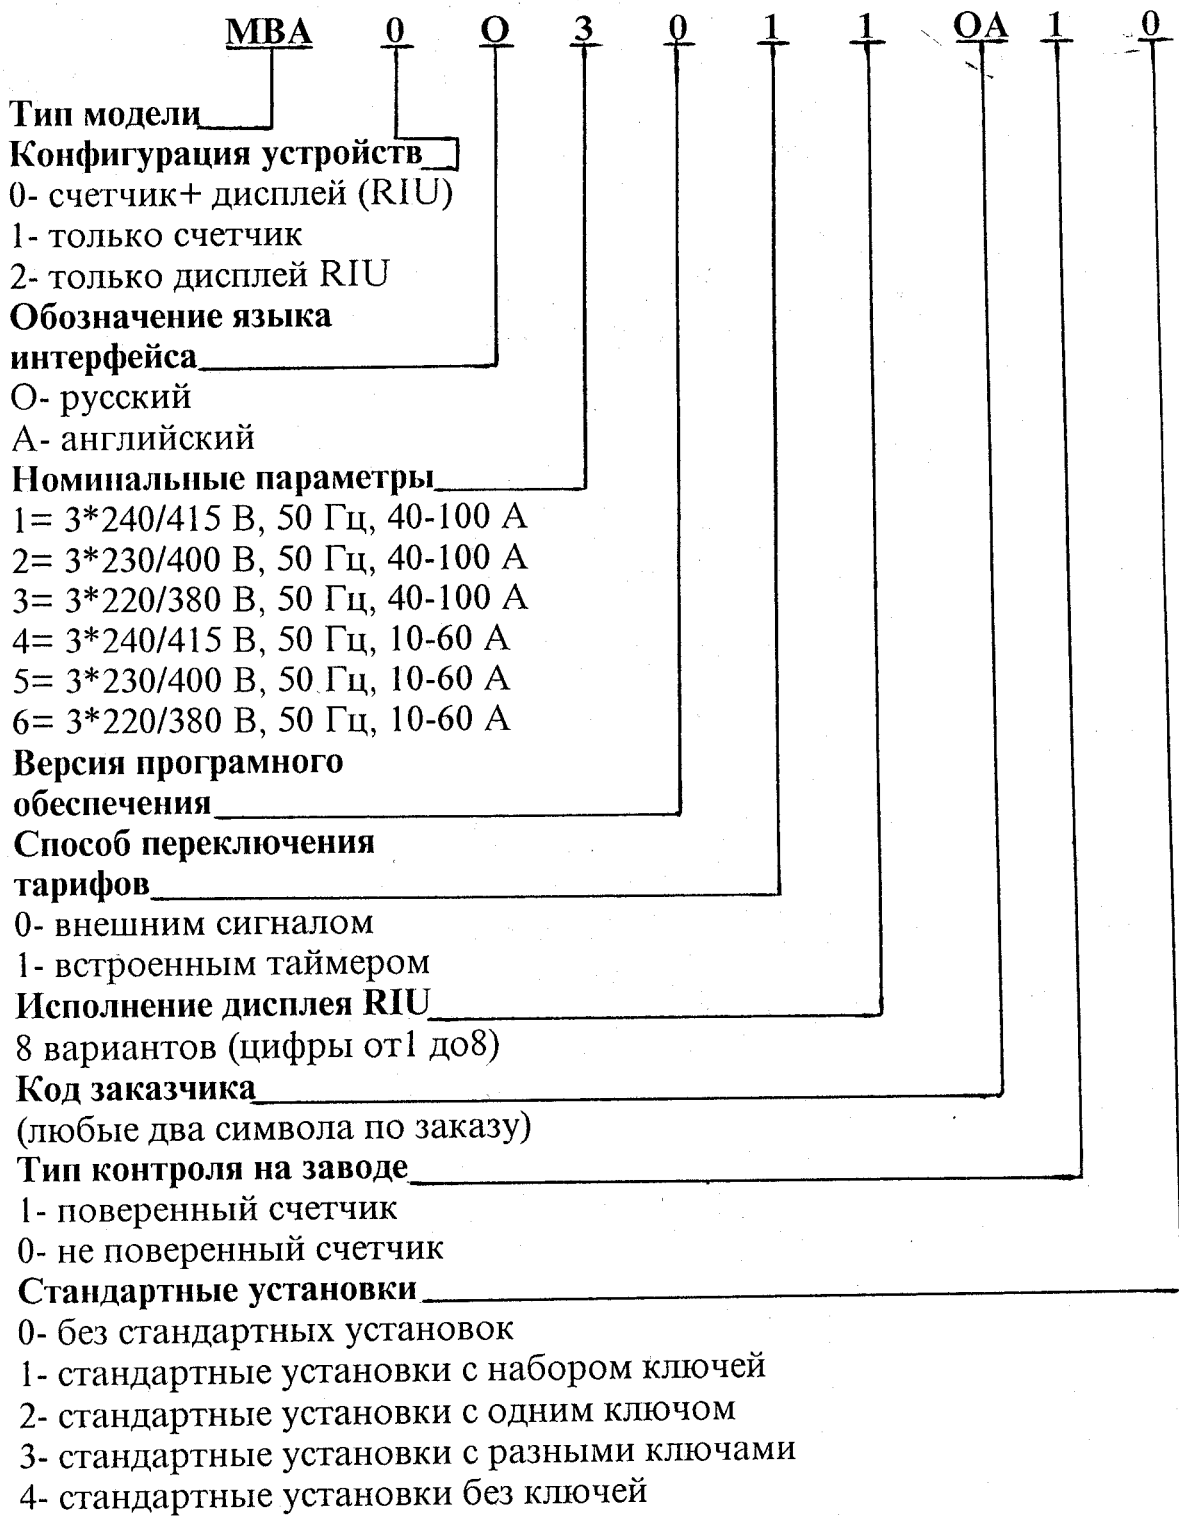 МВА 0 О 3 0 1 1 ОА 1 0
Тип модели
Конфигурация устройств
0- счетчик+ дисплей (RIU)
1- только счетчик
2- только дисплей RIU
Обозначение языка
интерфейса
О- русский
А- английский
Номинальные параметры
1= 3*240/415 В, 50 Гц, 40-100 А
2= 3*230/400 В, 50 Гц, 40-100 А
3= 3*220/380 В, 50 Гц, 40-100 А
4= 3*240/415 В, 50 Гц, 10-60 А
5= 3*230/400 В, 50 Гц, 10-60 А
6= 3*220/380 В, 50 Гц, 10-60 А
Версия програмного
обеспечения
Способ переключения
тарифов
0- внешним сигналом
1- встроенным таймером
Исполнение дисплея RIU
8 вариантов (цифры от1 до8)
Код заказчика
(любые два символа по заказу)
Тип контроля на заводе
1- поверенный счетчик
0- не поверенный счетчик
Стандартные установки
0- без стандартных установок
1- стандартные установки с набором ключей
2- стандартные установки с одним ключом
3- стандартные установки с разными ключами
4- стандартные установки без ключей